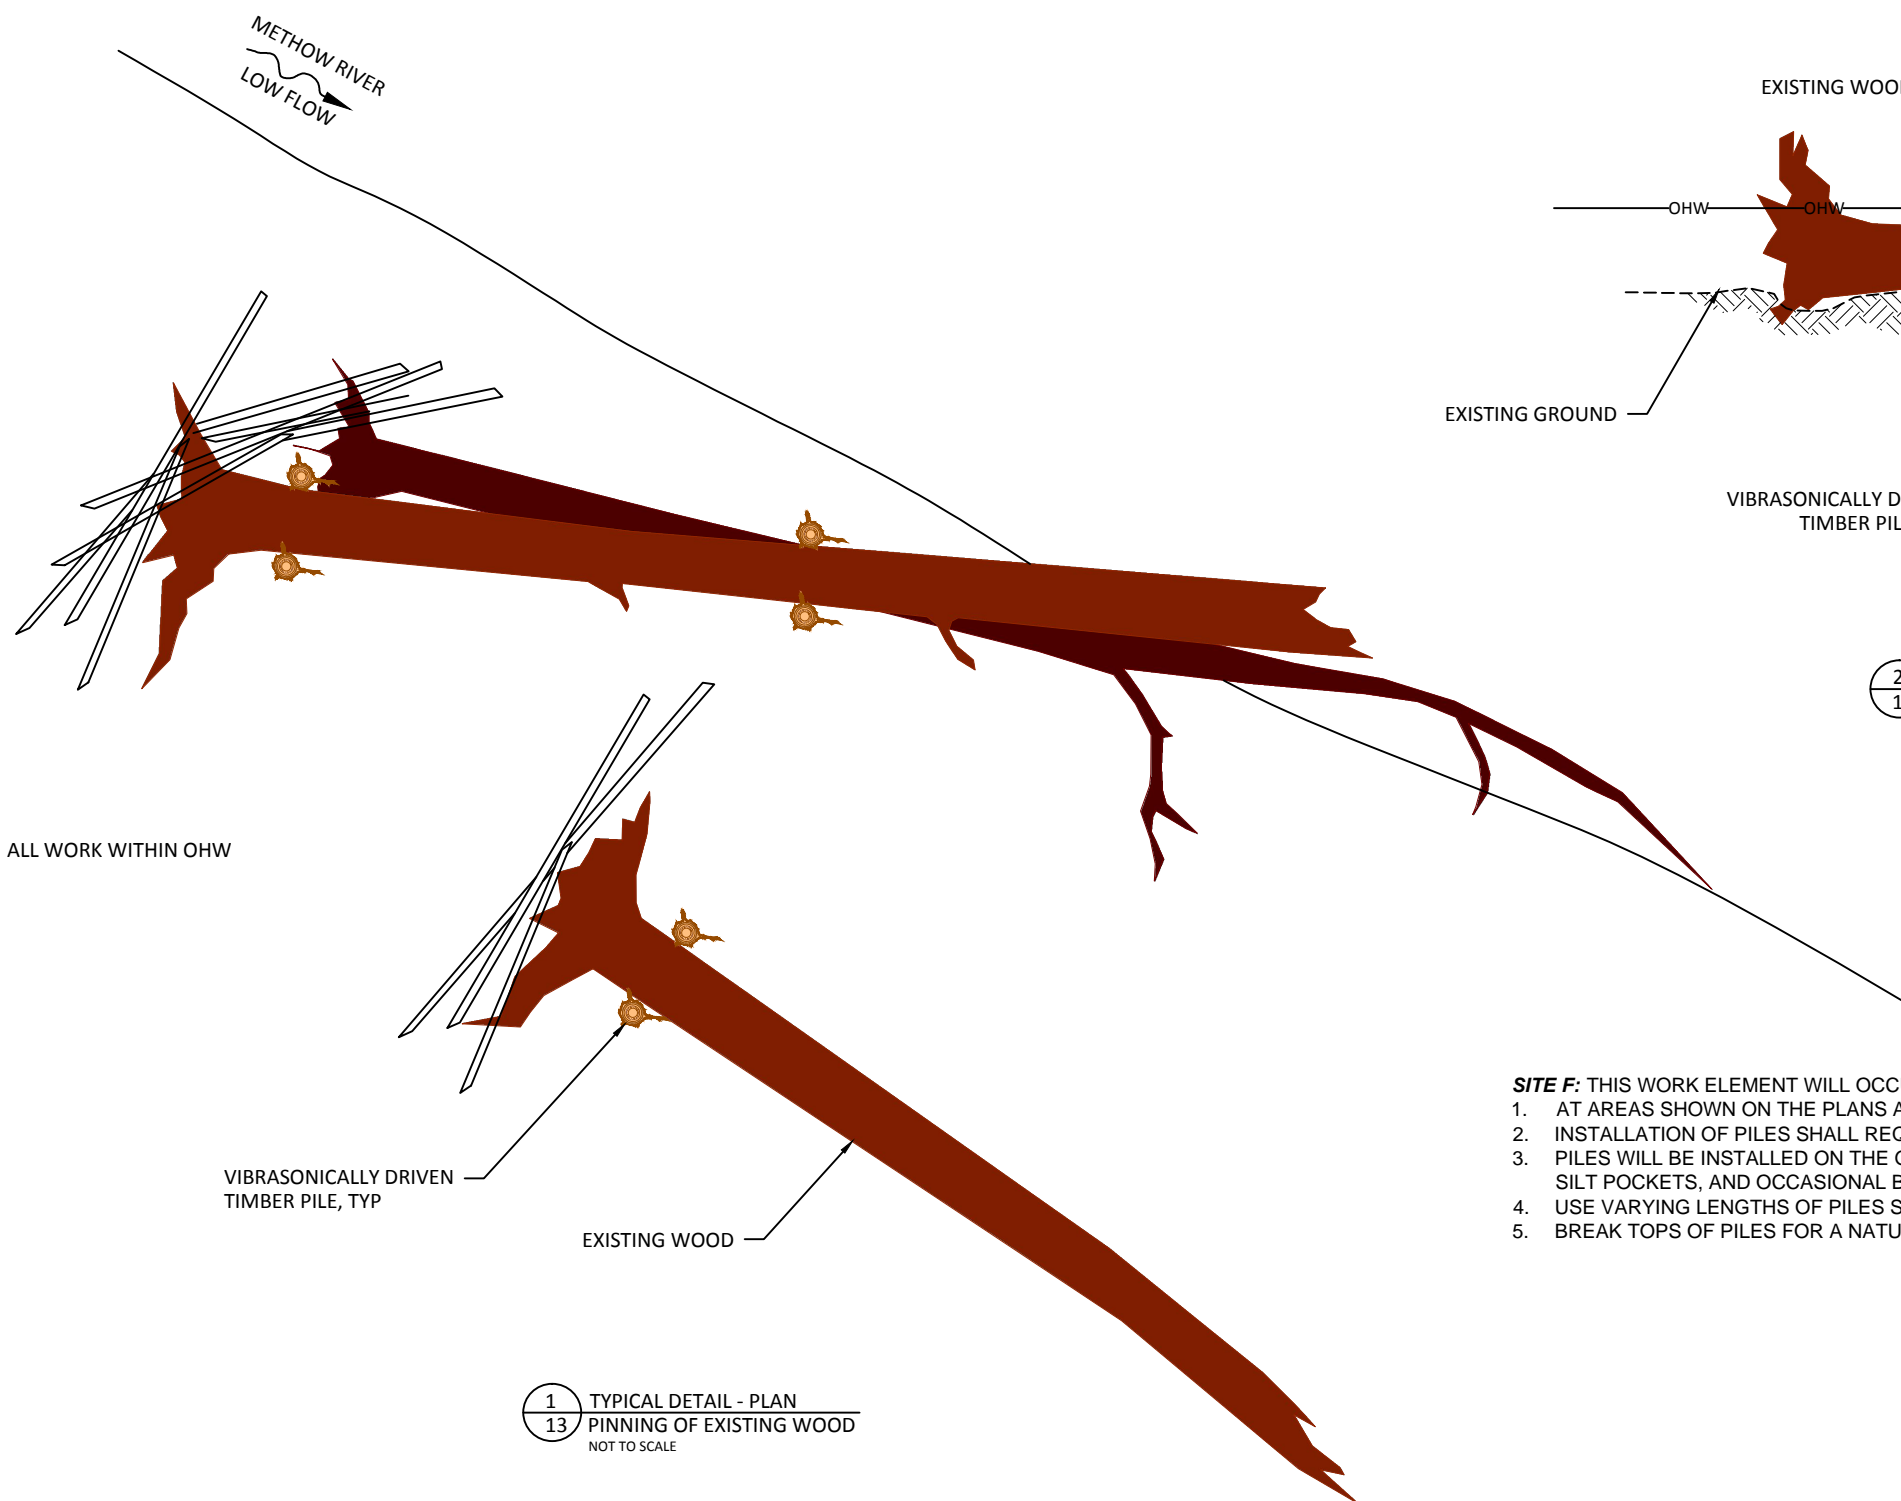 METHOW RIVER
LOW FLOW
EXISTING WOO
OHW
OHW
EXISTING GROUND
VIBRASONICALLY D
TIMBER PIL
2
1
ALL WORK WITHIN OHW
VIBRASONICALLY DRIVEN
TIMBER PILE, TYP
EXISTING WOOD
SITE F: THIS WORK ELEMENT WILL OCC
1. AT AREAS SHOWN ON THE PLANS A
2. INSTALLATION OF PILES SHALL REQ
3. PILES WILL BE INSTALLED ON THE
SILT POCKETS, AND OCCASIONAL B
4. USE VARYING LENGTHS OF PILES S
5. BREAK TOPS OF PILES FOR A NATU
1
13
TYPICAL DETAIL - PLAN
PINNING OF EXISTING WOOD
NOT TO SCALE